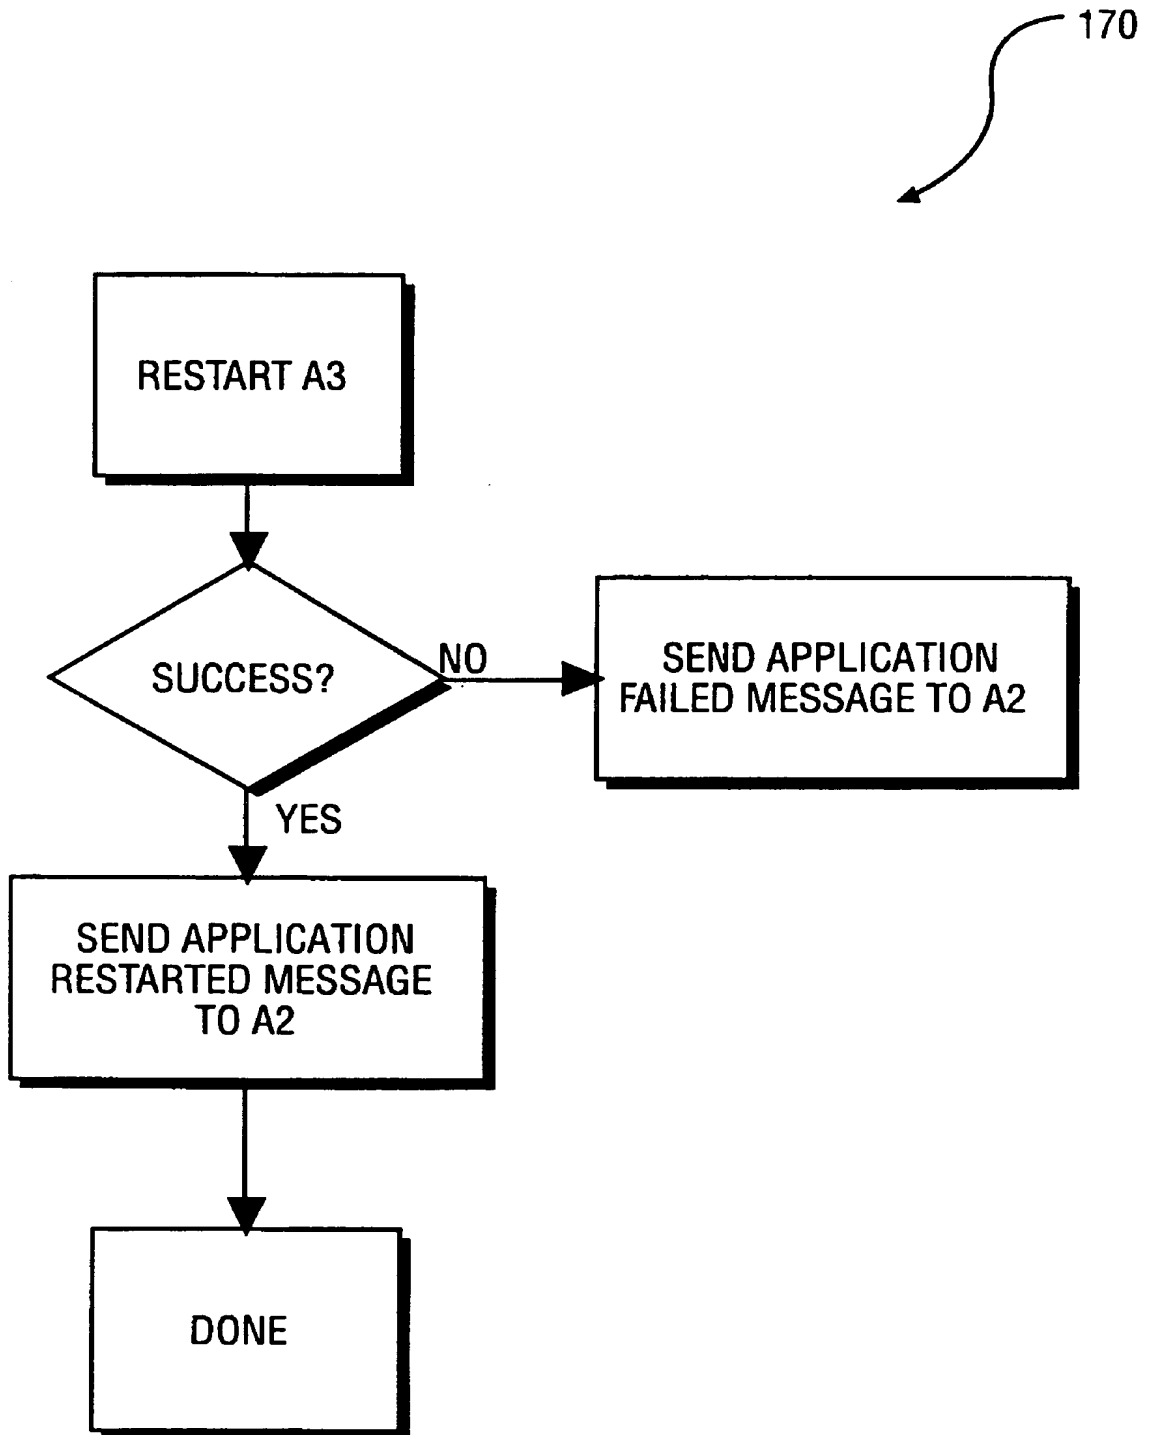 170
RESTART A3
SUCCESS?
NO
SEND APPLICATION
FAILED MESSAGE TO A2
YES
SEND APPLICATION
RESTARTED MESSAGE
TO A2
DONE